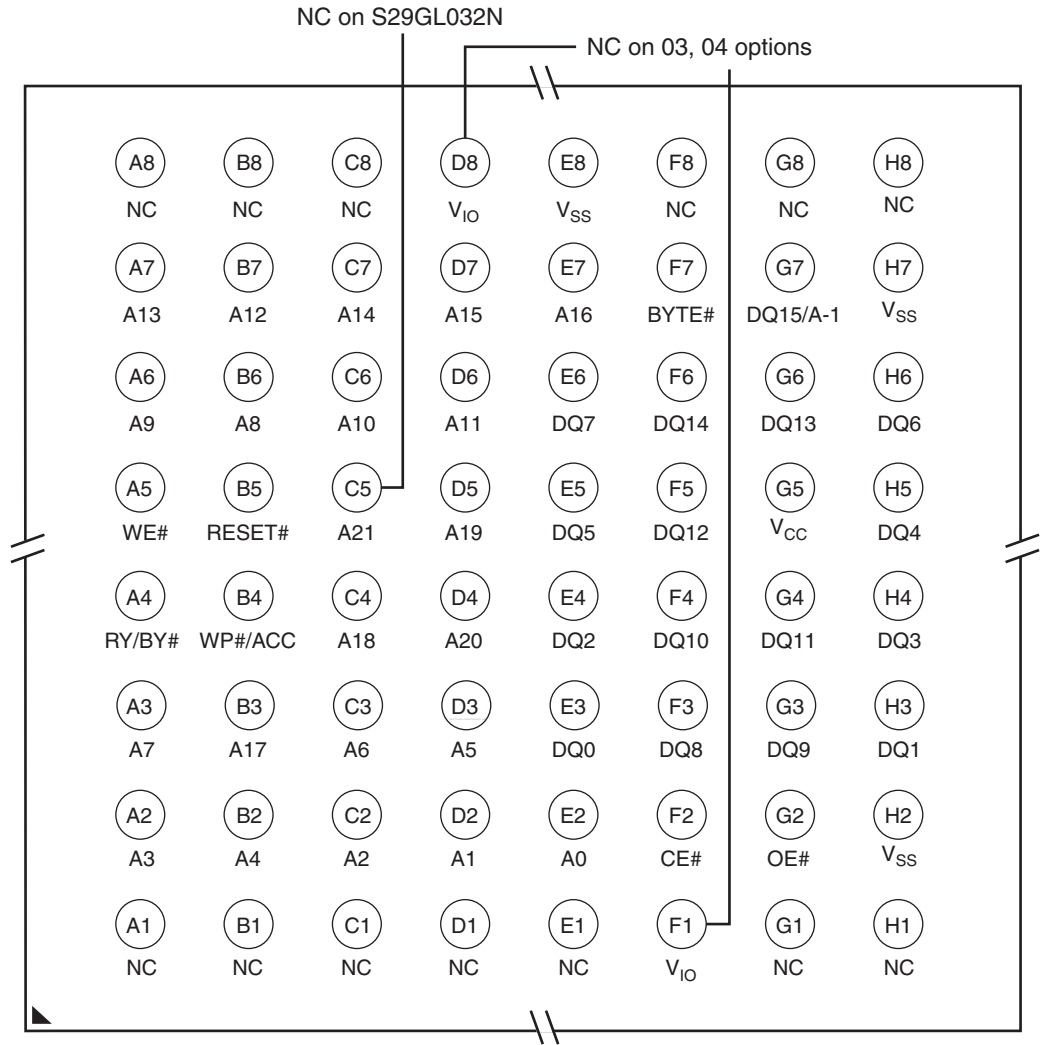 NC on S29GL032N
NC on 03, 04 options
A8 B8 C8 D8 E8 F8 G8 H8
NC NC NC VIO VSS NC NC NC
A7 B7 C7 D7 E7 F7 G7 H7
A13 A12 A14 A15 A16 BYTE# DQ15/A-1 VSS
A6 B6 C6 D6 E6 F6 G6 H6
A9 A8 A10 A11 DQ7 DQ14 DQ13 DQ6
A5 B5 C5 D5 E5 F5 G5 H5
WE# RESET# A21 A19 DQ5 DQ12 VCC DQ4
A4 B4 C4 D4 E4 F4 G4 H4
RY/BY# WP#/ACC A18 A20 DQ2 DQ10 DQ11 DQ3
A3 B3 C3 D3 E3 F3 G3 H3
A7 A17 A6 A5 DQ0 DQ8 DQ9 DQ1
A2 B2 C2 D2 E2 F2 G2 H2
A3 A4 A2 A1 A0 CE# OE# VSS
A1 B1 C1 D1 E1 F1 G1 H1
NC NC NC NC NC VIO NC NC